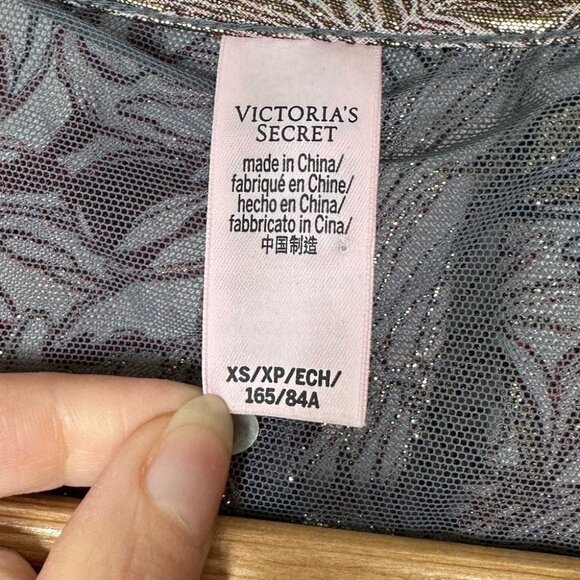 VICTORIA'S
SECRET
made in China/
fabriqué en Chine/
hecho en China/
fabbricato in Cina/
中国制造
XS/XP/ECH/
165/84A